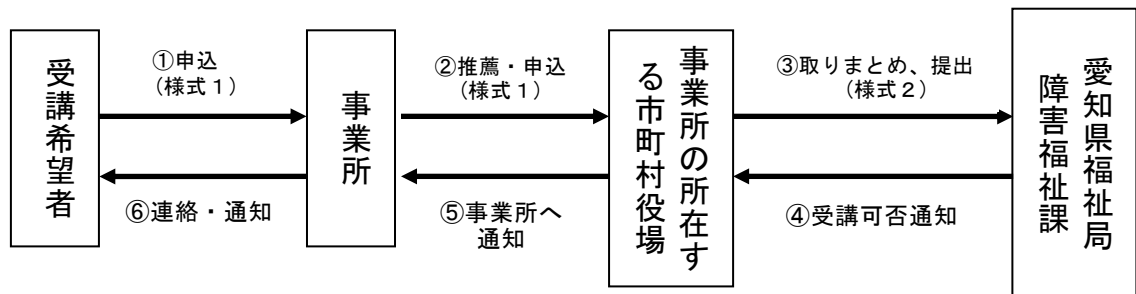 受講希望者
①申込
(様式１)
事業所
②推薦・申込
(様式１)
事業所の所在す
る市町村役場
③取りまとめ、提出
(様式２)
愛知県福祉局
障害福祉課
④受講可否通知
⑤事業所へ
通知
⑥連絡・通知